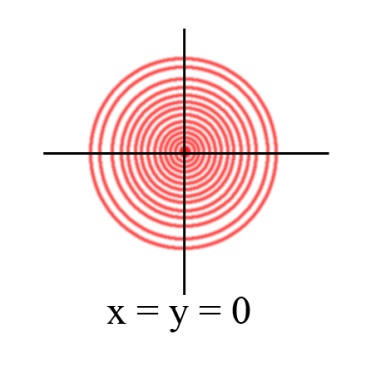 x = y = 0